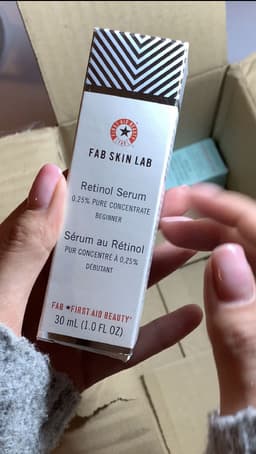 FAB SKIN LAB
Retinol Serum
0,25% PURE CONCENTRATE
BEGINNER
Sérum au Rétinol
PUR CONCENTRÉ À 0,25%
DÉBUTANT
FAB ★ FIRST AID BEAUTY®
30 mL (1.0 FL OZ)